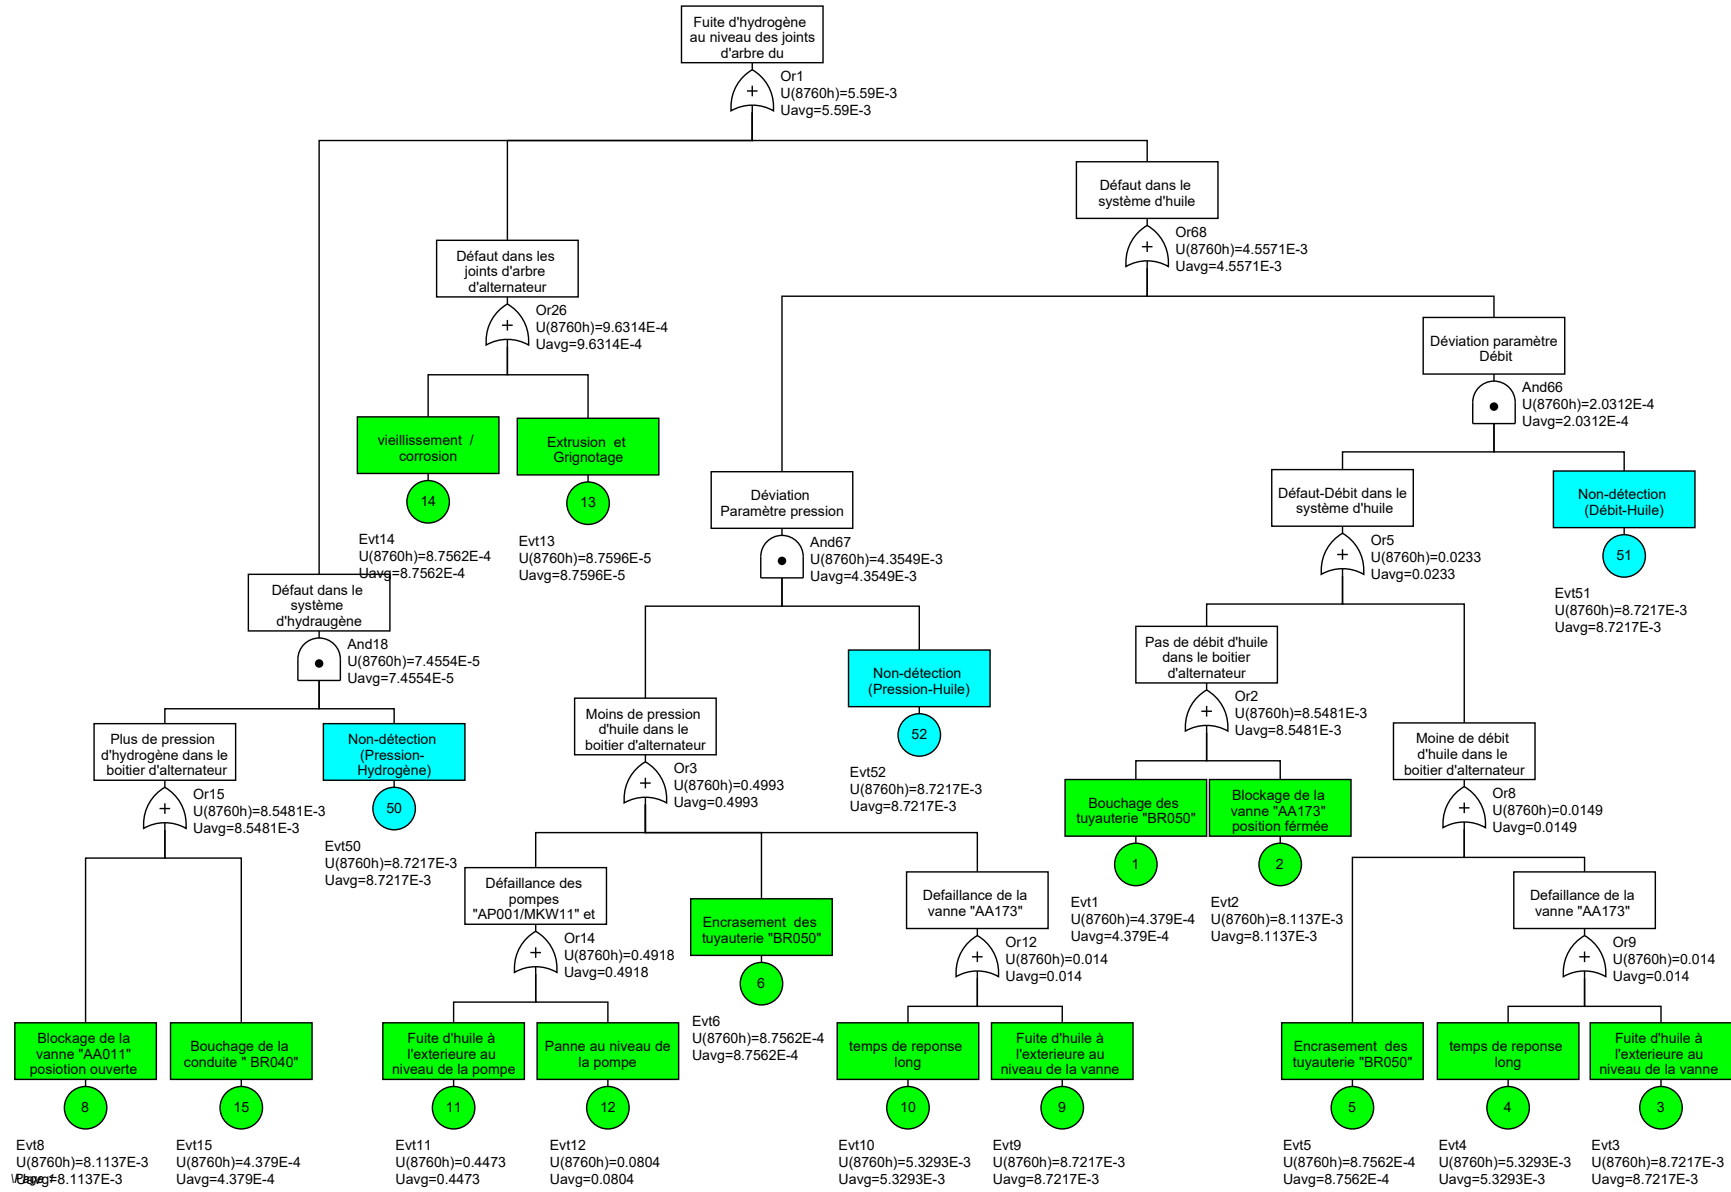 Fuite d'hydrogène
au niveau des joints
d'arbre du
Or1
U(8760h)=5.59E-3
Uavg=5.59E-3
+
Défaut dans le
système d'huile
Or68
U(8760h)=4.5571E-3
Uavg=4.5571E-3
+
Défaut dans les
joints d'arbre
d'alternateur
Or26
U(8760h)=9.6314E-4
Uavg=9.6314E-4
+
Déviation paramètre
Débit
And66
U(8760h)=2.0312E-4
Uavg=2.0312E-4
vieillissement /
corrosion
14
Evt14
U(8760h)=8.7562E-4
Uavg=8.7562E-4
Extrusion et
Grignotage
13
Evt13
U(8760h)=8.7596E-5
Uavg=8.7596E-5
Déviation
Paramètre pression
And67
U(8760h)=4.3549E-3
Uavg=4.3549E-3
Défaut-Débit dans le
système d'huile
Or5
U(8760h)=0.0233
Uavg=0.0233
+
Non-détection
(Débit-Huile)
51
Evt51
U(8760h)=8.7217E-3
Uavg=8.7217E-3
Défaut dans le
système
d'hydraugène
And18
U(8760h)=7.4554E-5
Uavg=7.4554E-5
Pas de débit d'huile
dans le boitier
d'alternateur
Or2
U(8760h)=8.5481E-3
Uavg=8.5481E-3
+
Non-détection
(Pression-Huile)
52
Evt52
U(8760h)=8.7217E-3
Uavg=8.7217E-3
Moins de pression
d'huile dans le
boitier d'alternateur
Or3
U(8760h)=0.4993
Uavg=0.4993
+
Plus de pression
d'hydrogène dans le
boitier d'alternateur
Or15
U(8760h)=8.5481E-3
Uavg=8.5481E-3
+
Non-détection
(Pression-
Hydrogène)
50
Evt50
U(8760h)=8.7217E-3
Uavg=8.7217E-3
Moine de débit
d'huile dans le
boitier d'alternateur
Or8
U(8760h)=0.0149
Uavg=0.0149
+
Bouchage des
tuyauterie "BR050"
1
Evt1
U(8760h)=4.379E-4
Uavg=4.379E-4
Blockage de la
vanne "AA173"
position férmée
2
Evt2
U(8760h)=8.1137E-3
Uavg=8.1137E-3
Défaillance des
pompes
"AP001/MKW11" et
Or14
U(8760h)=0.4918
Uavg=0.4918
+
Encrasement des
tuyauterie "BR050"
6
Evt6
U(8760h)=8.7562E-4
Uavg=8.7562E-4
Defaillance de la
vanne "AA173"
Or12
U(8760h)=0.014
Uavg=0.014
+
Defaillance de la
vanne "AA173"
Or9
U(8760h)=0.014
Uavg=0.014
+
Blockage de la
vanne "AA011"
posiotion ouverte
8
Evt8
U(8760h)=8.1137E-3
Uavg=8.1137E-3
Bouchage de la
conduite " BR040"
15
Evt15
U(8760h)=4.379E-4
Uavg=4.379E-4
Fuite d'huile à
l'exterieure au
niveau de la pompe
11
Evt11
U(8760h)=0.4473
Uavg=0.4473
Panne au niveau de
la pompe
12
Evt12
U(8760h)=0.0804
Uavg=0.0804
temps de reponse
long
10
Evt10
U(8760h)=5.3293E-3
Uavg=5.3293E-3
Fuite d'huile à
l'exterieure au
niveau de la vanne
9
Evt9
U(8760h)=8.7217E-3
Uavg=8.7217E-3
Encrasement des
tuyauterie "BR050"
5
Evt5
U(8760h)=8.7562E-4
Uavg=8.7562E-4
temps de reponse
long
4
Evt4
U(8760h)=5.3293E-3
Uavg=5.3293E-3
Fuite d'huile à
l'exterieure au
niveau de la vanne
3
Evt3
U(8760h)=8.7217E-3
Uavg=8.7217E-3